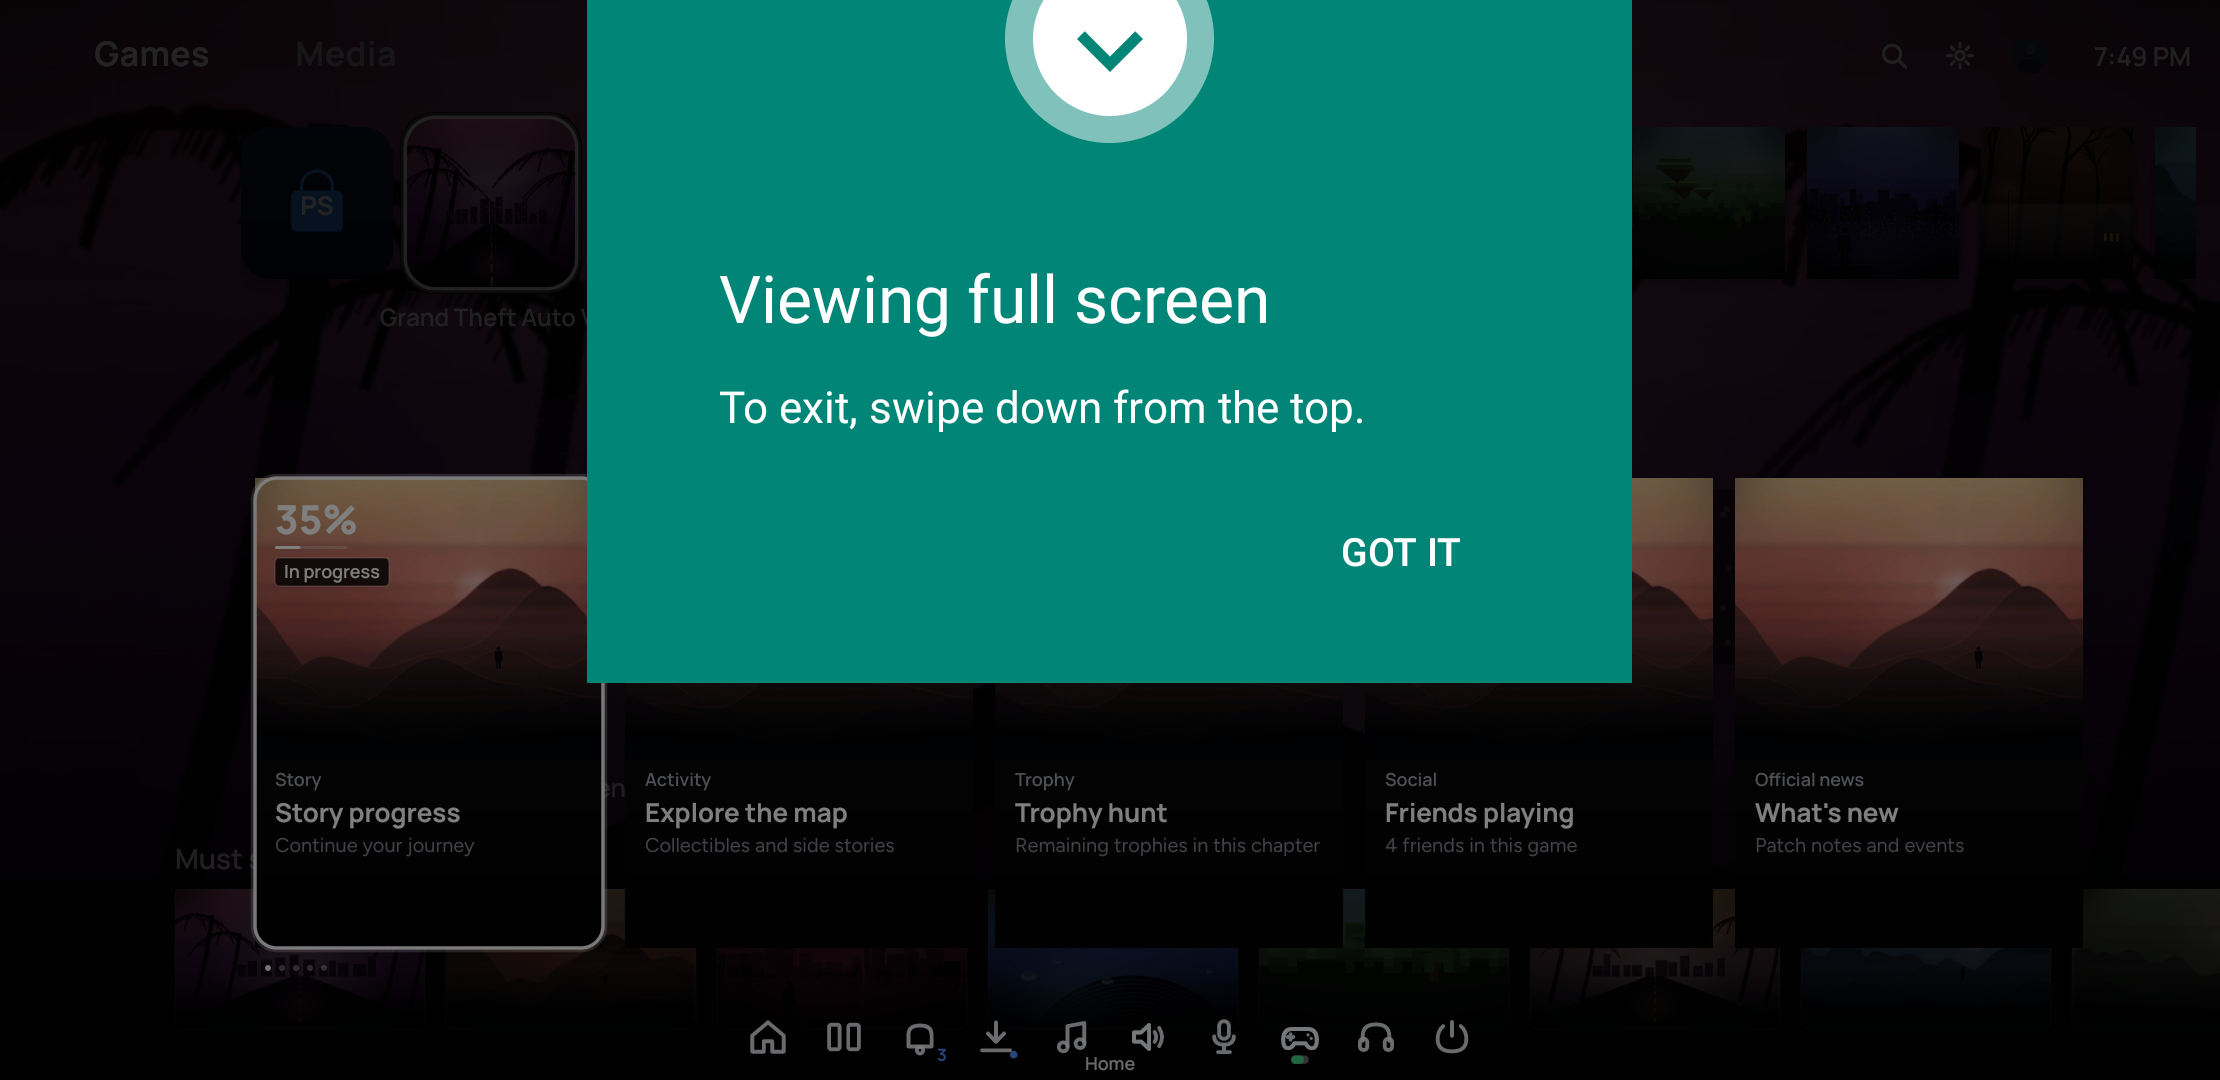 Games
Media
7:49 PM
PS
Grand Theft Auto V
Viewing full screen
To exit, swipe down from the top.
GOT IT
35%
In progress
Story
Story progress
Continue your journey
Activity
Explore the map
Collectibles and side stories
Trophy
Trophy hunt
Remaining trophies in this chapter
Social
Friends playing
4 friends in this game
Official news
What's new
Patch notes and events
Must
3
Home